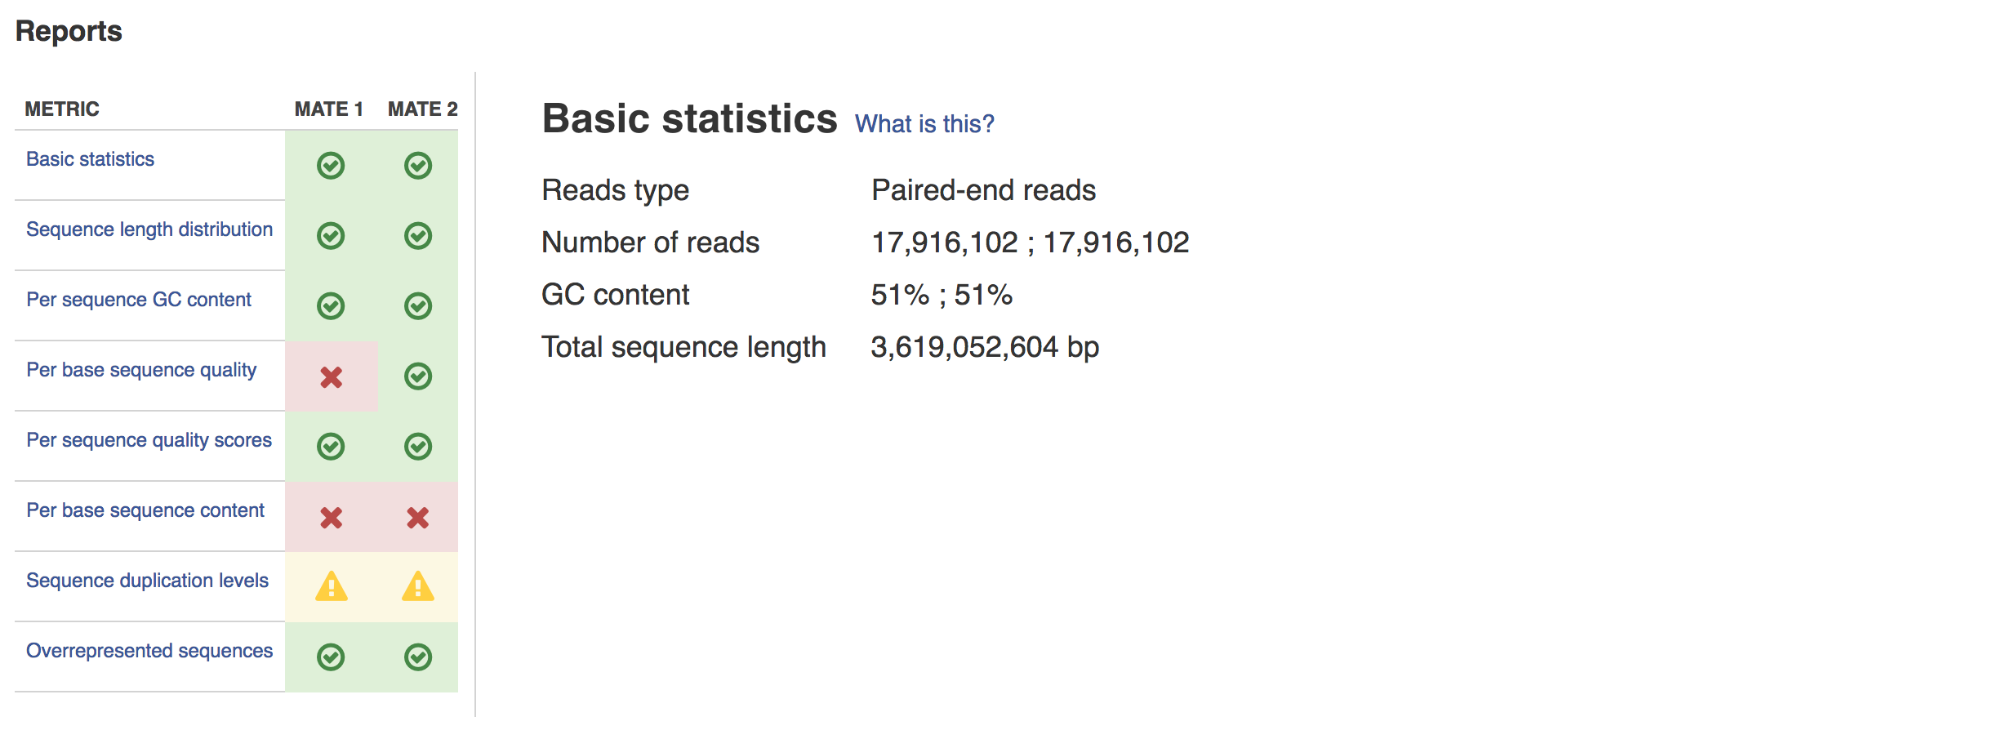 Reports
METRIC MATE 1 MATE 2
Basic statistics
Sequence length distribution
Per sequence GC content
Per base sequence quality
Per sequence quality scores
Per base sequence content
Sequence duplication levels
Overrepresented sequences
Basic statistics What is this?
Reads type Paired-end reads
Number of reads 17,916,102 ; 17,916,102
GC content 51% ; 51%
Total sequence length 3,619,052,604 bp